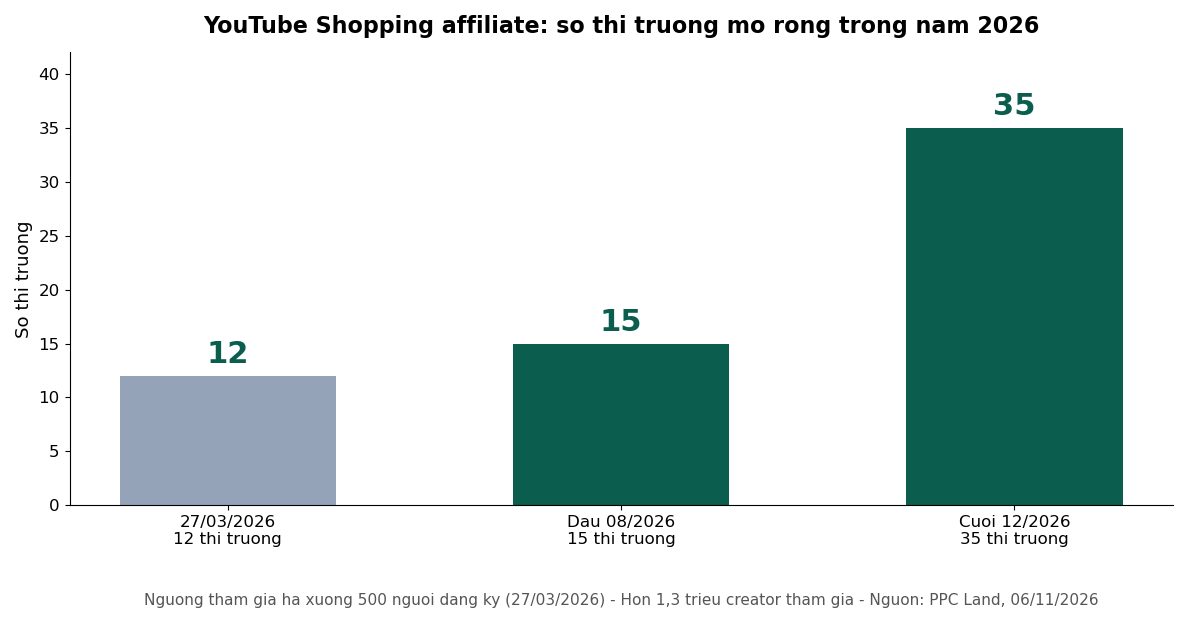 YouTube Shopping affiliate: so thi truong mo rong trong nam 2026
So thi truong
40
35
30
25
20
15
10
5
0
12
15
35
27/03/2026
12 thi truong
Dau 08/2026
15 thi truong
Cuoi 12/2026
35 thi truong
Nguong tham gia ha xuong 500 nguoi dang ky (27/03/2026) - Hon 1,3 trieu creator tham gia - Nguon: PPC Land, 06/11/2026